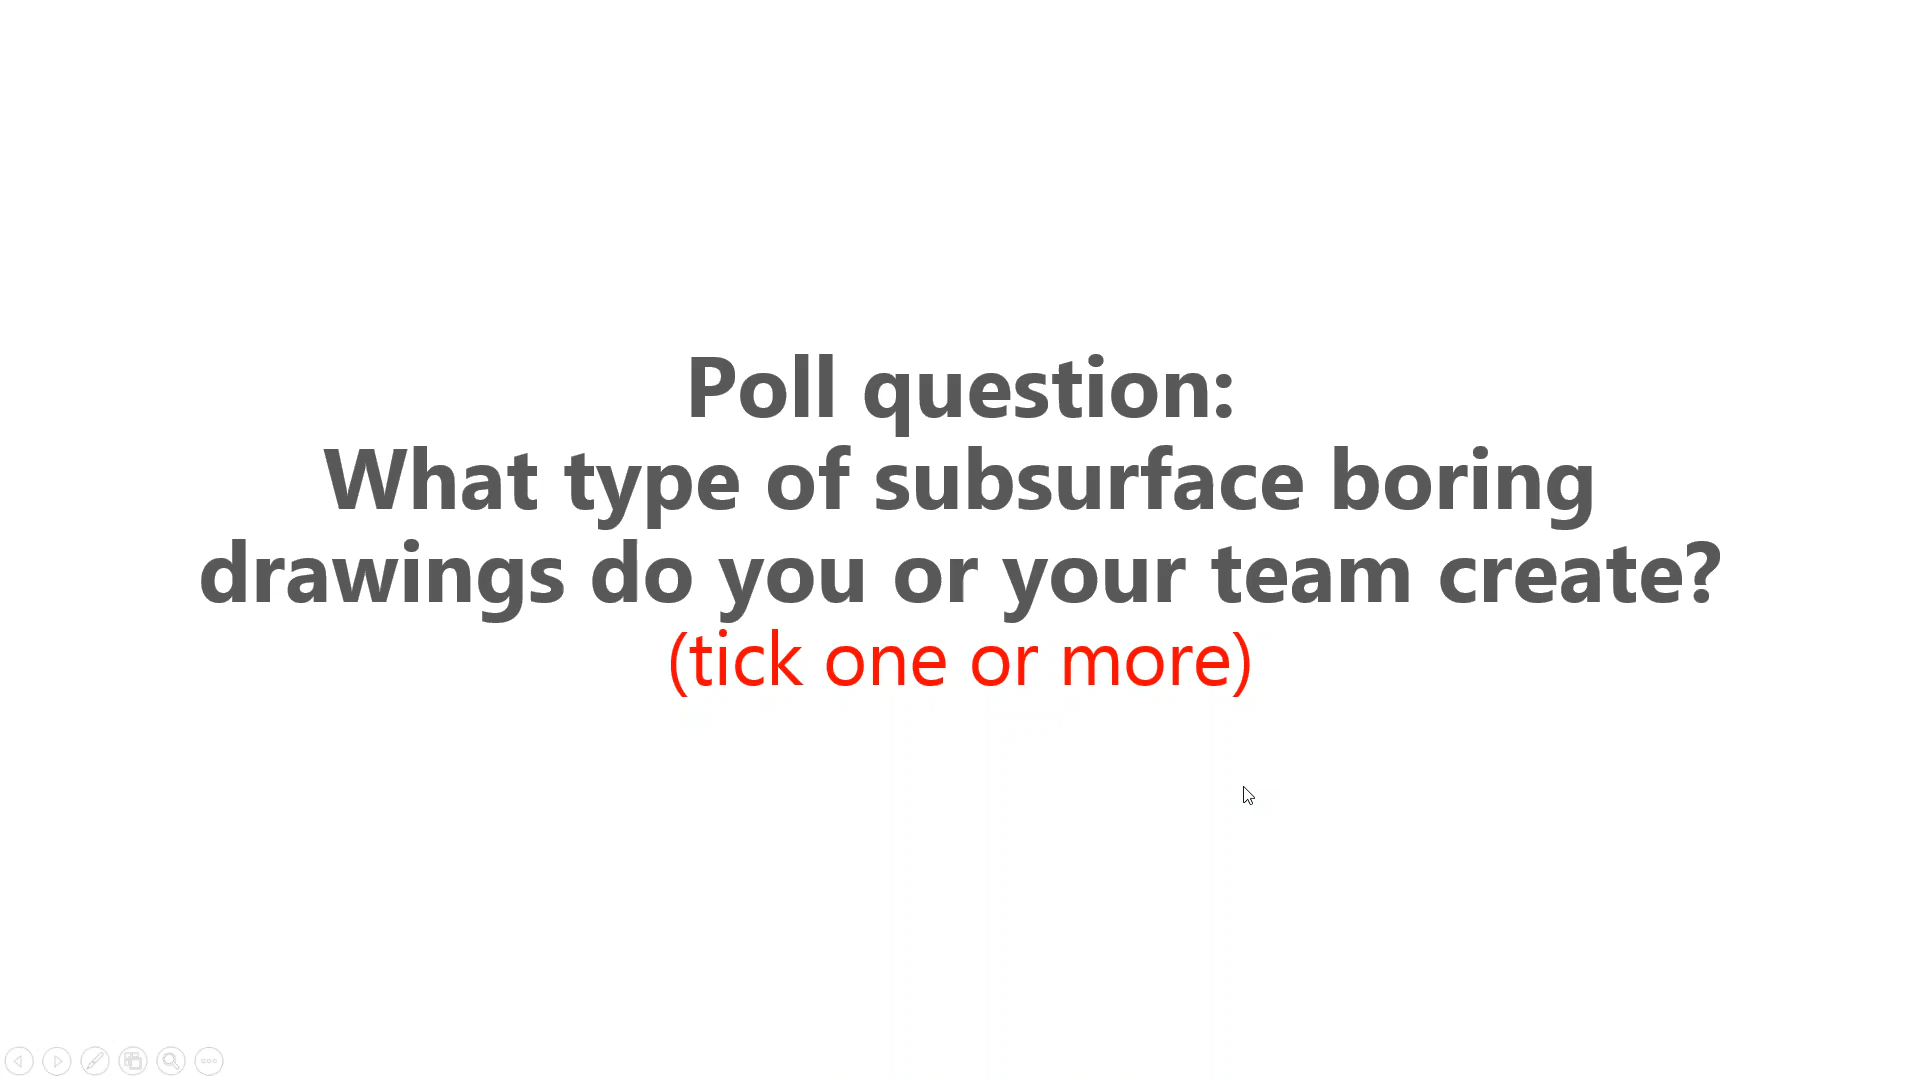 Poll question:
What type of subsurface boring
drawings do you or your team create?
(tick one or more)